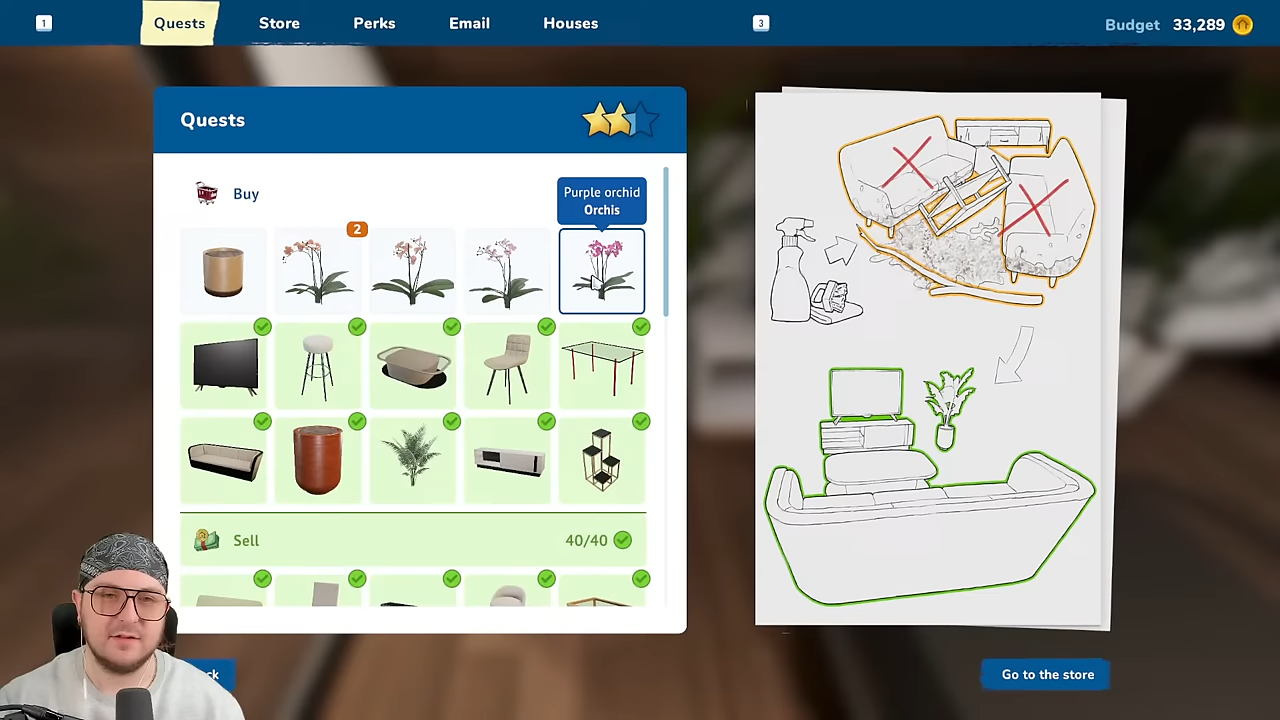 1
Quests
Store
Perks
Email
Houses
3
Budget 33,289
Quests
Buy
Purple orchid
Orchis
2
Sell
40/40
Go to the store